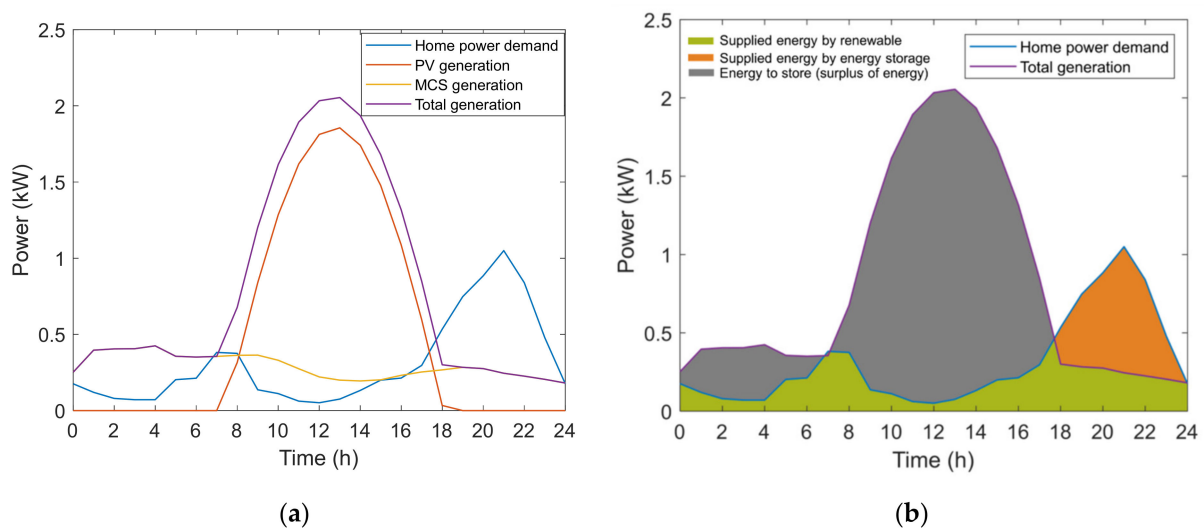 2.5
2
1.5
1
0.5
0
Power (kW)
Home power demand
PV generation
MCS generation
Total generation
0 2 4 6 8 10 12 14 16 18 20 22 24
Time (h)
(a)
2.5
2
1.5
1
0.5
0
Power (kW)
Supplied energy by renewable
Supplied energy by energy storage
Energy to store (surplus of energy)
Home power demand
Total generation
0 2 4 6 8 10 12 14 16 18 20 22 24
Time (h)
(b)